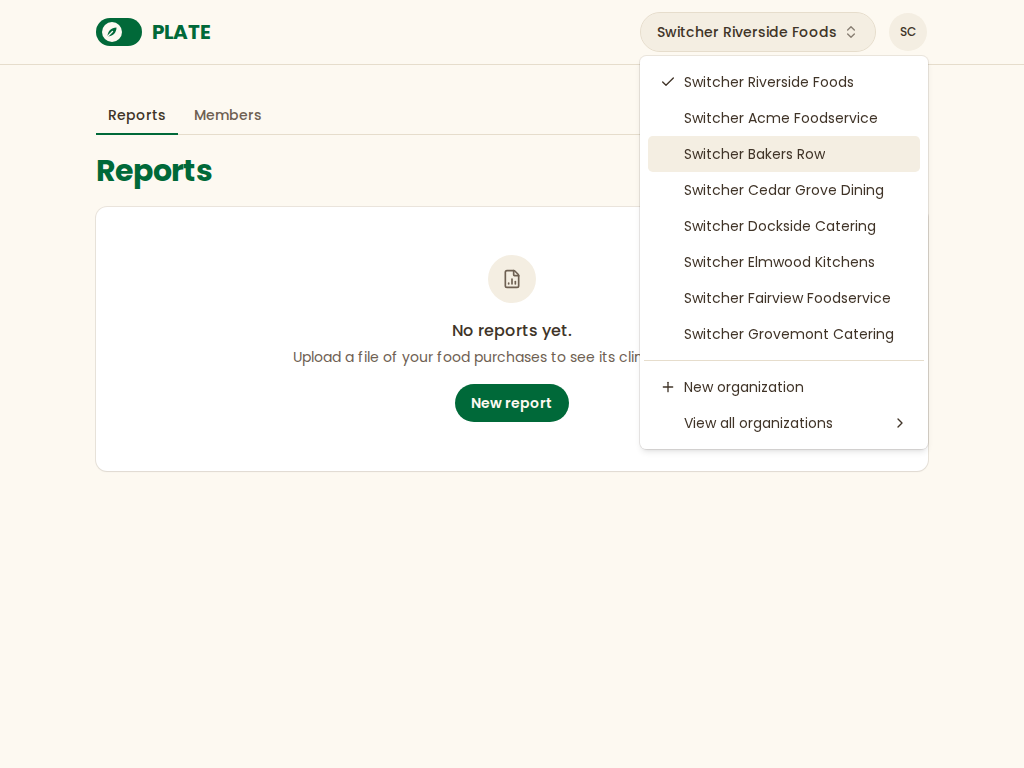 PLATE
Switcher Riverside Foods
SC
Switcher Riverside Foods
Switcher Acme Foodservice
Switcher Bakers Row
Switcher Cedar Grove Dining
Switcher Dockside Catering
Switcher Elmwood Kitchens
Switcher Fairview Foodservice
Switcher Grovemont Catering
New organization
View all organizations
Reports
Members
Reports
No reports yet.
Upload a file of your food purchases to see its
New report